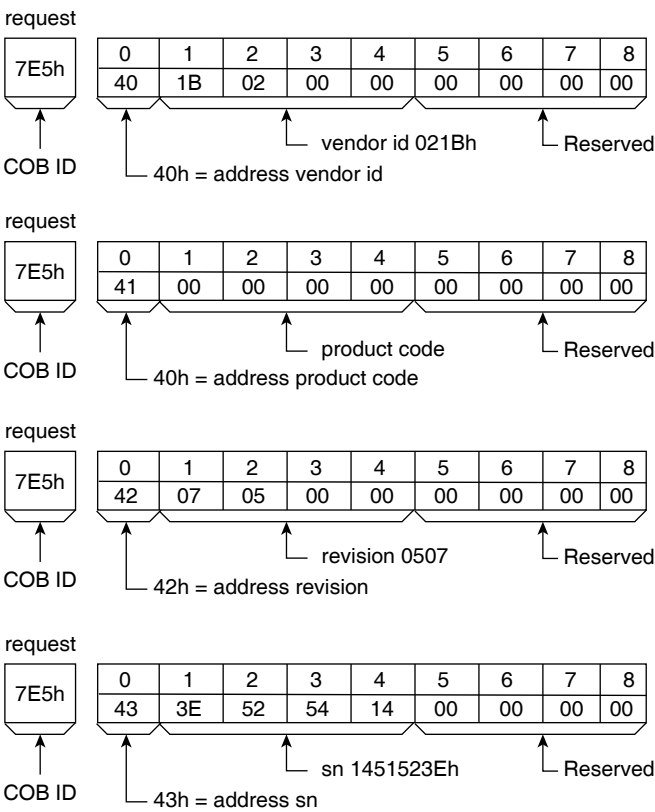 request
7E5h
0 1 2 3 4 5 6 7 8
40 1B 02 00 00 00 00 00 00
vendor id 021Bh
Reserved
COB ID
40h = address vendor id
request
7E5h
0 1 2 3 4 5 6 7 8
41 00 00 00 00 00 00 00 00
product code
Reserved
COB ID
40h = address product code
request
7E5h
0 1 2 3 4 5 6 7 8
42 07 05 00 00 00 00 00 00
revision 0507
Reserved
COB ID
42h = address revision
request
7E5h
0 1 2 3 4 5 6 7 8
43 3E 52 54 14 00 00 00 00
sn 1451523Eh
Reserved
COB ID
43h = address sn